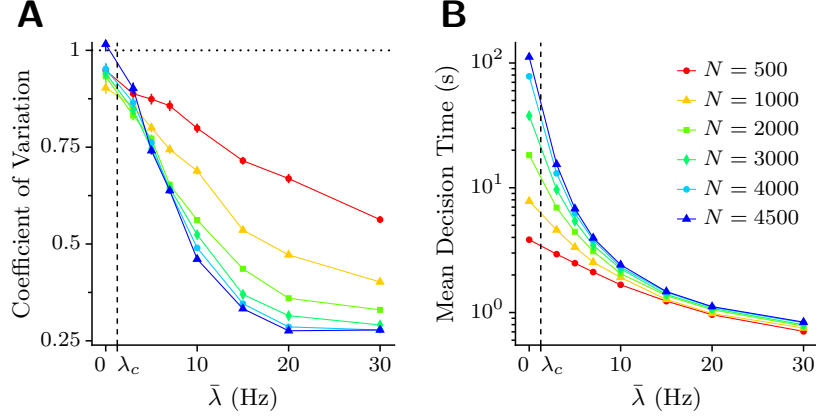 A
Coefficient of Variation
1
0.75
0.5
0.25
0 λc 10 20 30
λ̄ (Hz)
B
Mean Decision Time (s)
10²
10¹
10⁰
N = 500
N = 1000
N = 2000
N = 3000
N = 4000
N = 4500
0 λc 10 20 30
λ̄ (Hz)